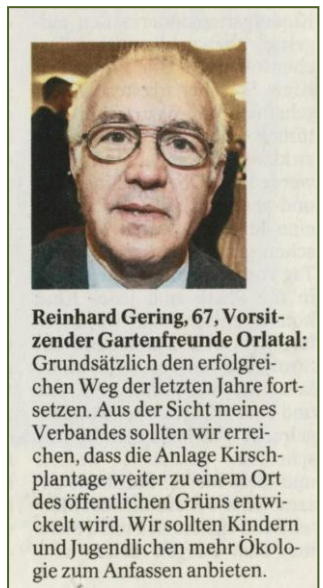 Reinhard Gering, 67, Vorsit-
zender Gartenfreunde Orlatal:
Grundsätzlich den erfolgrei-
chen Weg der letzten Jahre fort-
setzen. Aus der Sicht meines
Verbandes sollten wir errei-
chen, dass die Anlage Kirsch-
plantage weiter zu einem Ort
des öffentlichen Grüns entwi-
ckelt wird. Wir sollten Kindern
und Jugendlichen mehr Ökolo-
gie zum Anfassen anbieten.